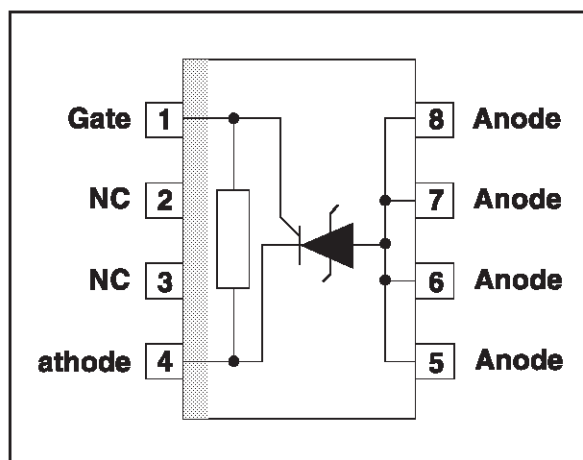 Gate 1
NC 2
NC 3
athode 4
8 Anode
7 Anode
6 Anode
5 Anode